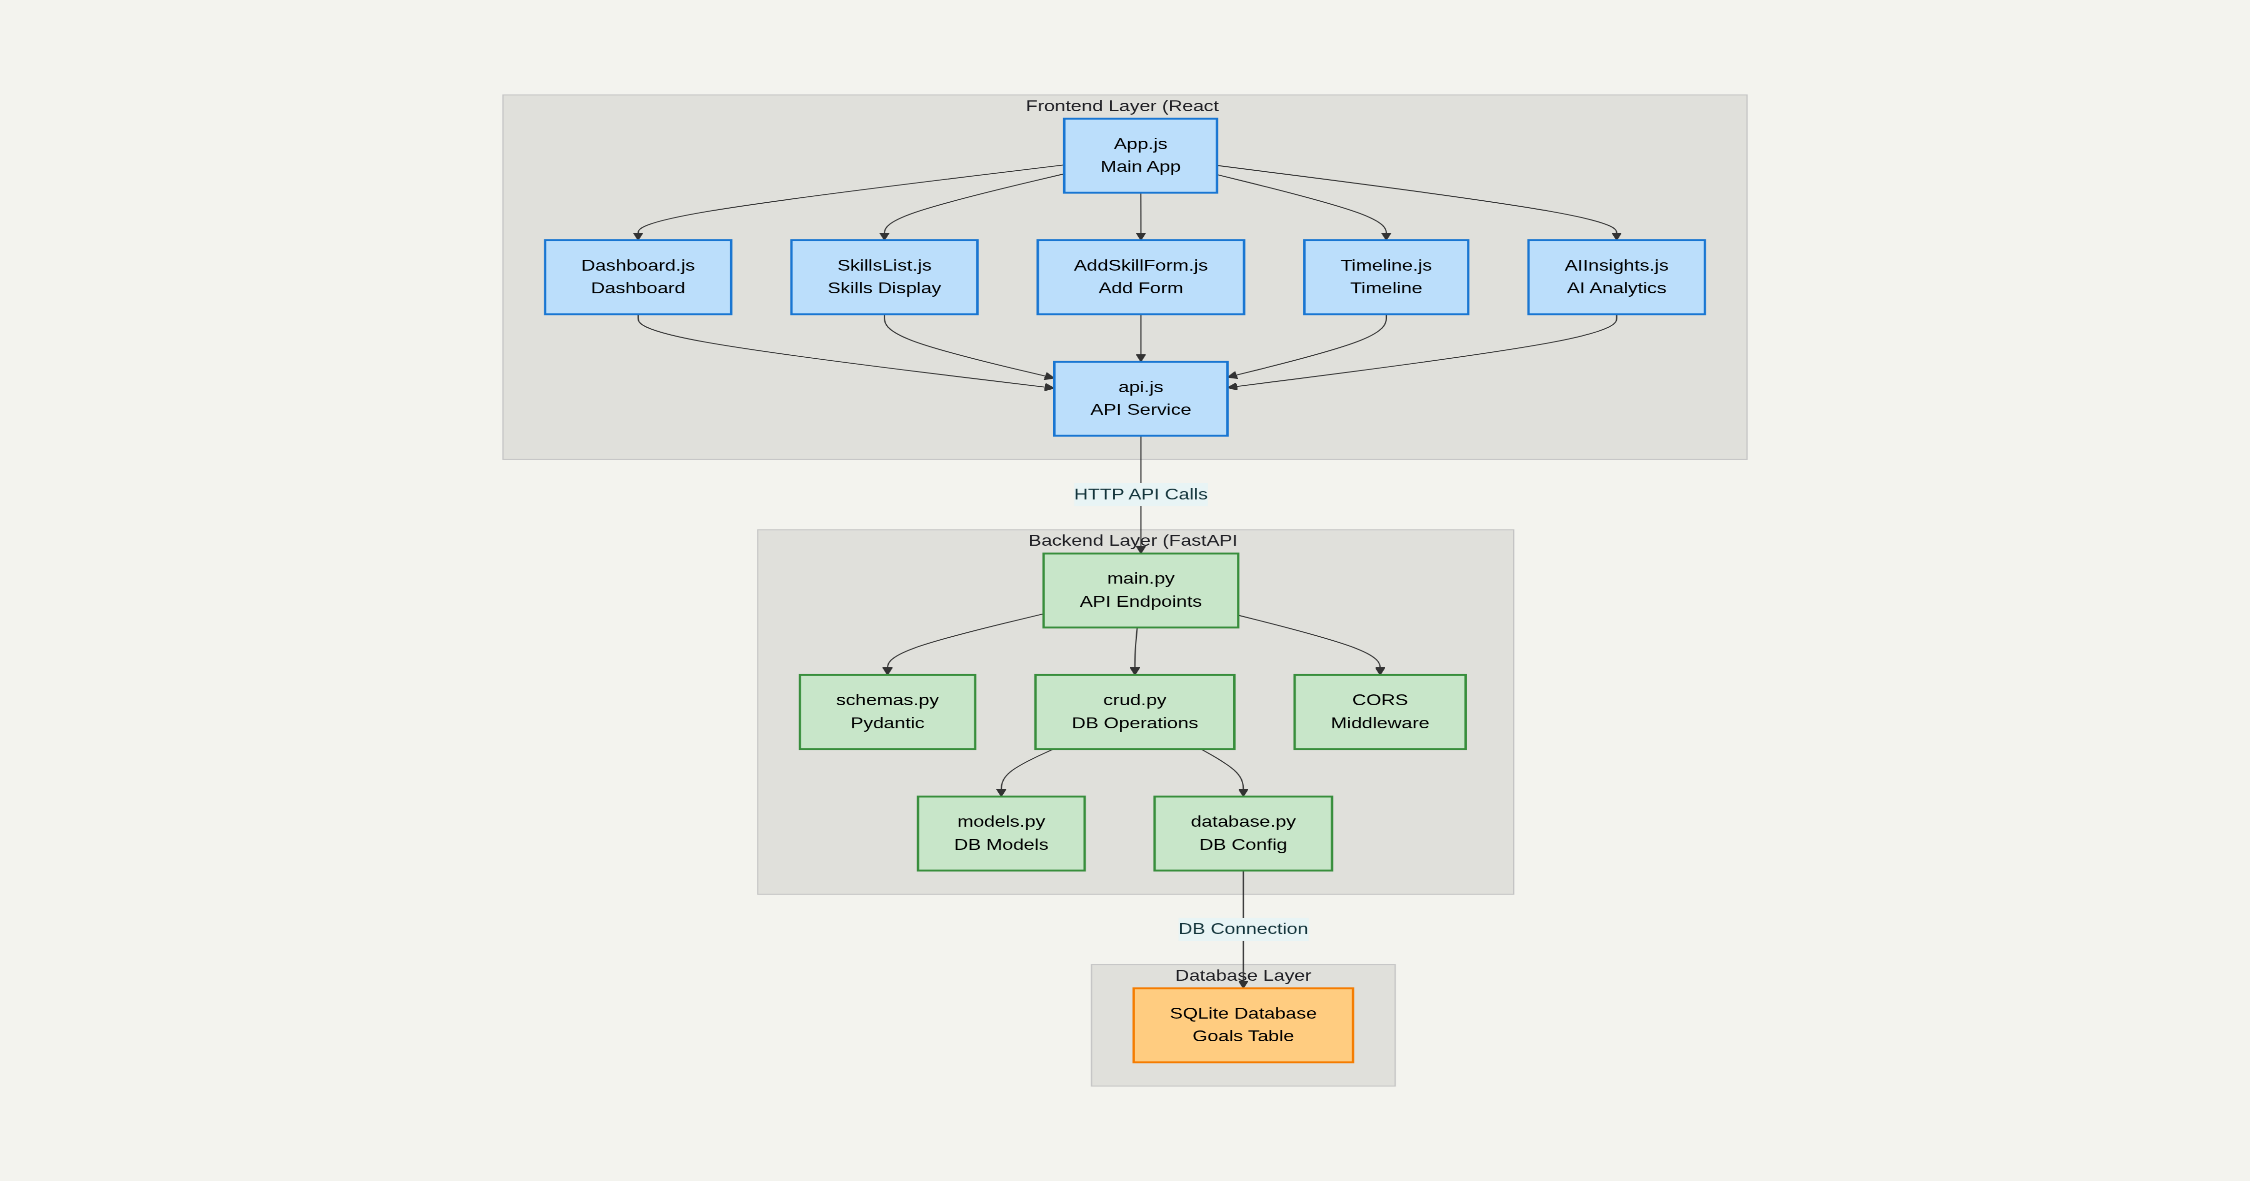 Frontend Layer (React
App.js
Main App
Dashboard.js
Dashboard
SkillsList.js
Skills Display
AddSkillForm.js
Add Form
Timeline.js
Timeline
AIInsights.js
AI Analytics
api.js
API Service
HTTP API Calls
Backend Layer (FastAPI
main.py
API Endpoints
schemas.py
Pydantic
crud.py
DB Operations
CORS
Middleware
models.py
DB Models
database.py
DB Config
DB Connection
Database Layer
SQLite Database
Goals Table